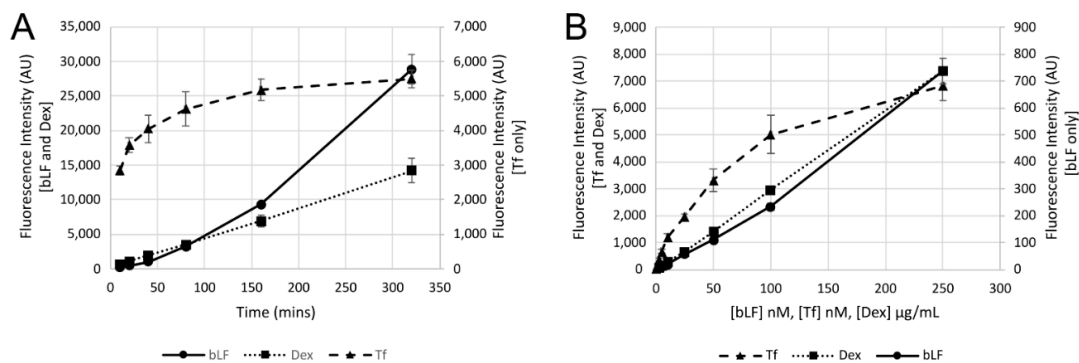 A
Fluorescence Intensity (AU)
[bLF and Dex]
35,000
30,000
25,000
20,000
15,000
10,000
5,000
0
7,000
6,000
5,000
4,000
3,000
2,000
1,000
0
Fluorescence Intensity (AU)
[Tf only]
0 50 100 150 200 250 300 350
Time (mins)
bLF Dex Tf
B
Fluorescence Intensity (AU)
[Tf and Dex]
9,000
8,000
7,000
6,000
5,000
4,000
3,000
2,000
1,000
0
900
800
700
600
500
400
300
200
100
0
Fluorescence Intensity (AU)
[bLF only]
0 50 100 150 200 250 300
[bLF] nM, [Tf] nM, [Dex] µg/mL
Tf Dex bLF